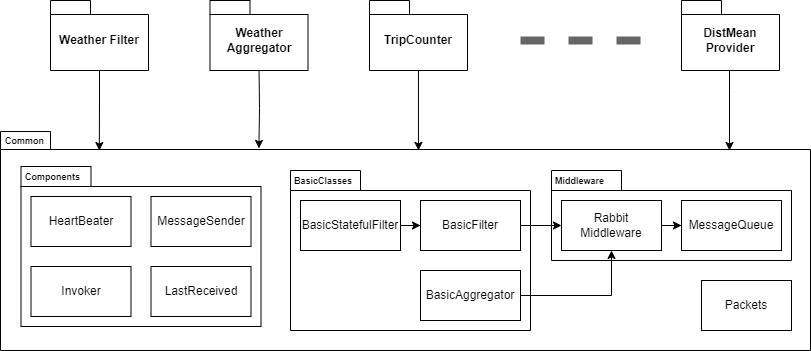 Weather Filter
Weather
Aggregator
TripCounter
DistMean
Provider
Common
Components
HeartBeater
MessageSender
Invoker
LastReceived
BasicClasses
BasicStatefulFilter
BasicFilter
BasicAggregator
Middleware
Rabbit
Middleware
MessageQueue
Packets